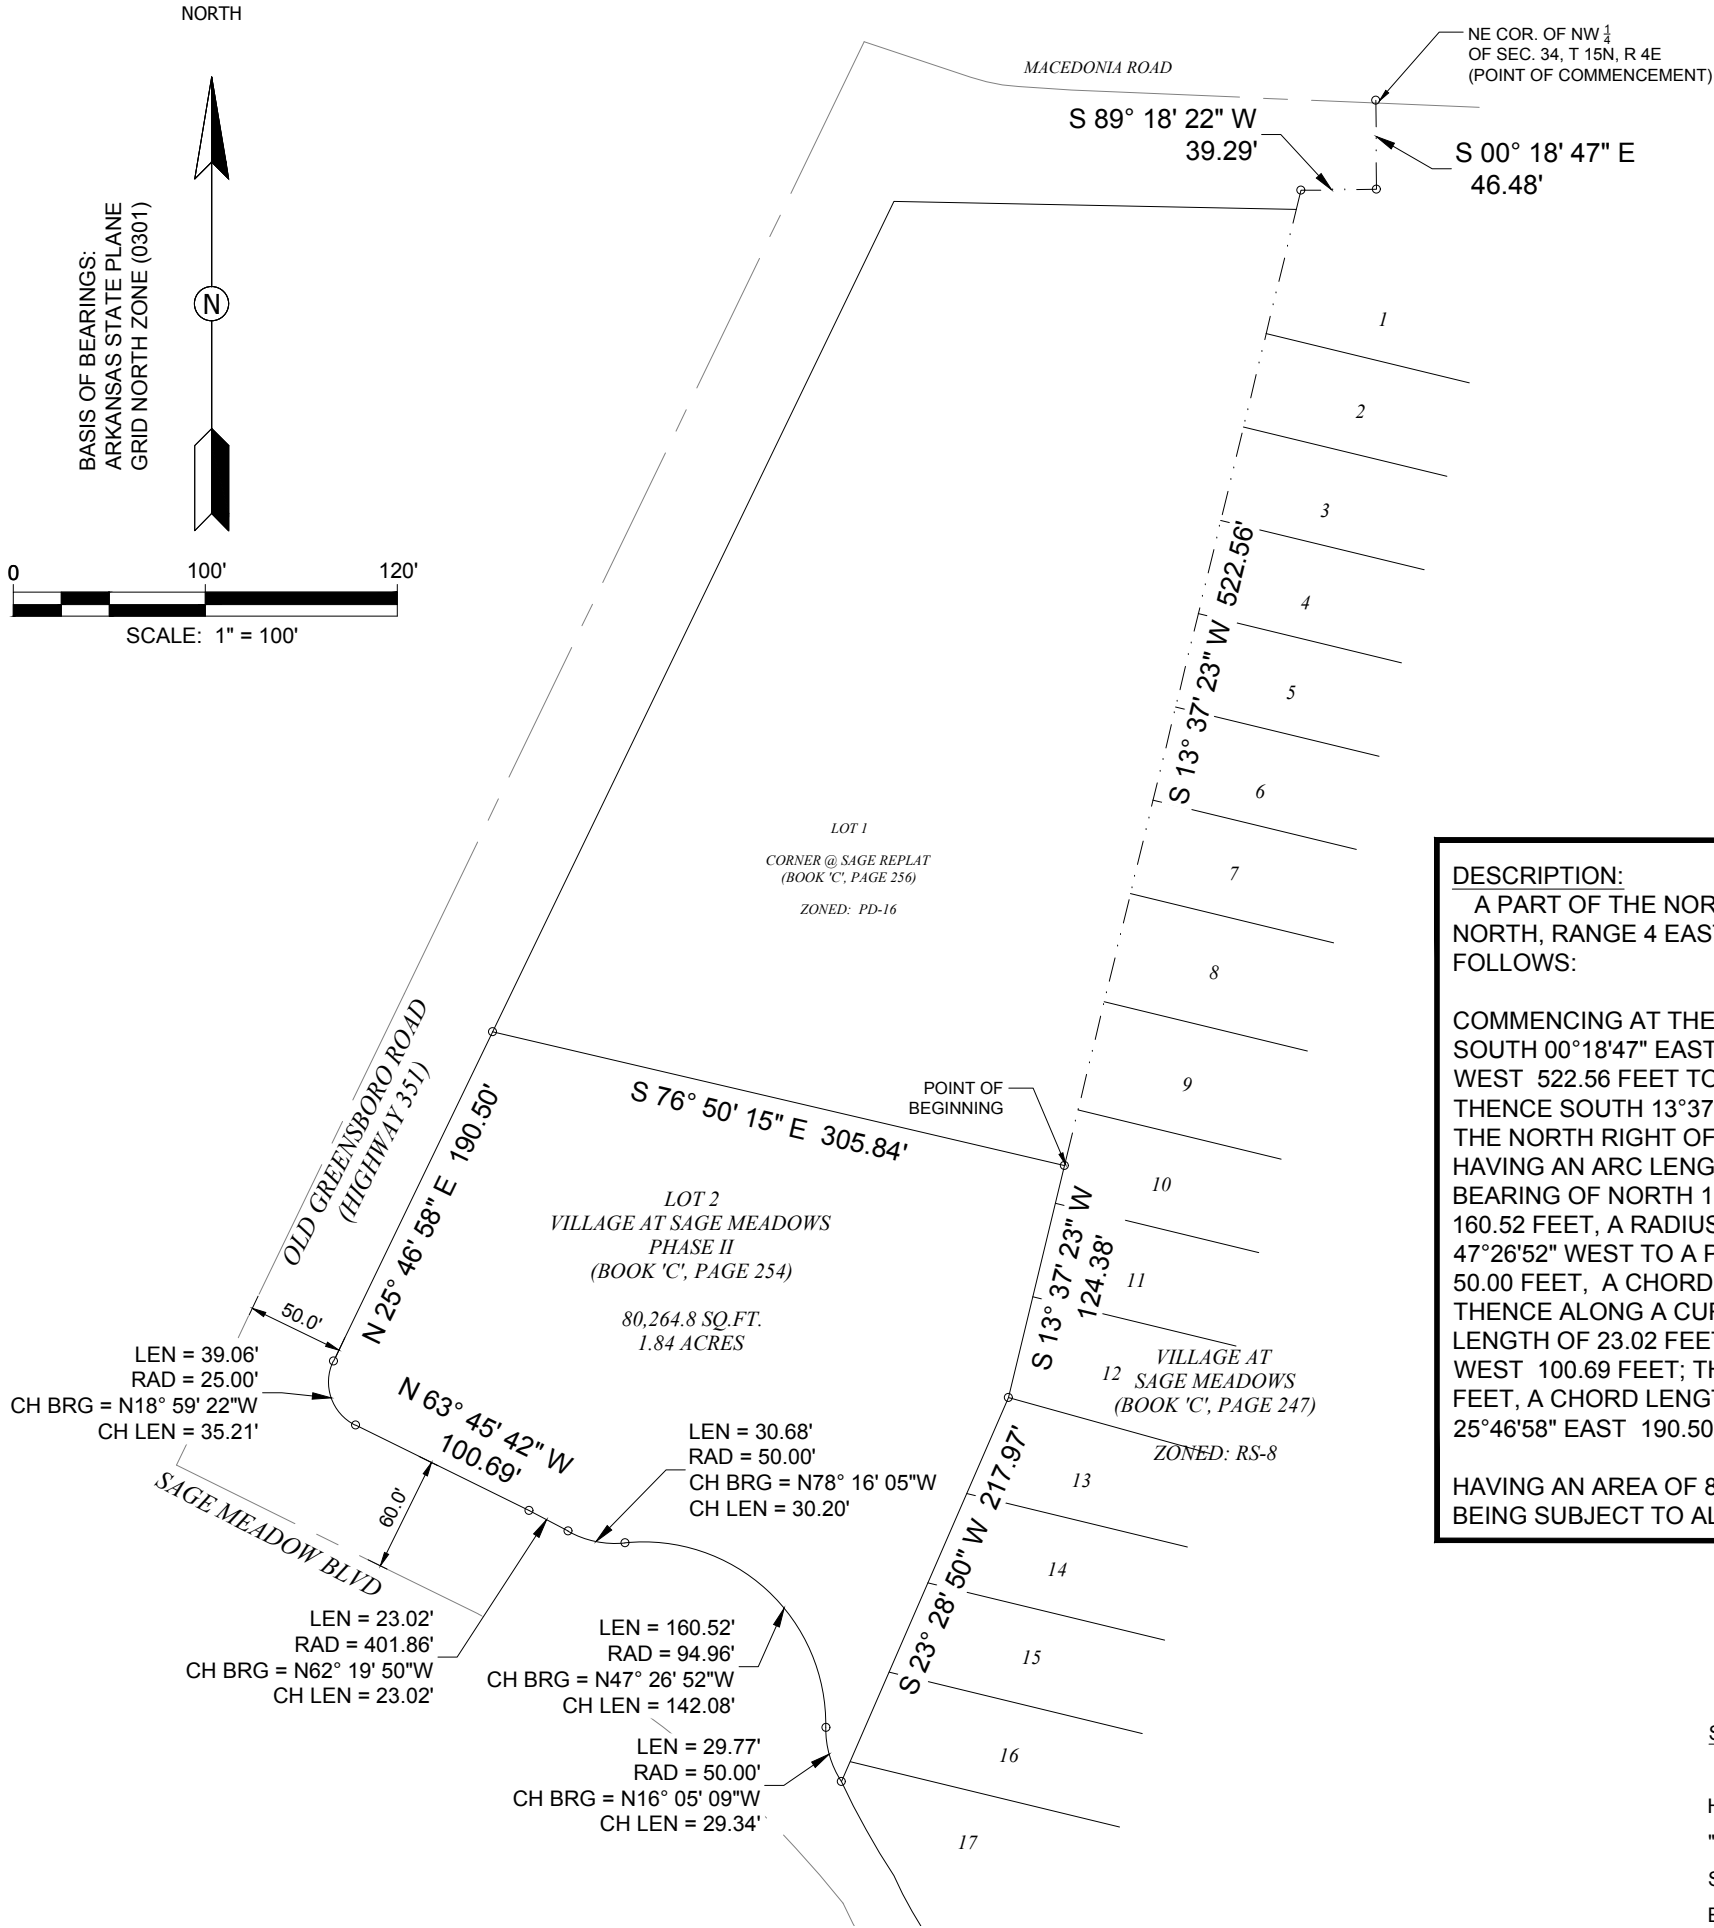 NORTH
NE COR. OF NW 1/4
OF SEC. 34, T 15N, R 4E
(POINT OF COMMENCEMENT)
MACEDONIA ROAD
S 89° 18' 22" W
39.29'
S 00° 18' 47" E
46.48'
BASIS OF BEARINGS:
ARKANSAS STATE PLANE
GRID NORTH ZONE (0301)
N
0 100' 120'
SCALE: 1" = 100'
1
2
3
4
5
6
7
8
9
10
11
12
13
14
15
16
17
S 13° 37' 23" W 522.56'
LOT 1
CORNER @ SAGE REPLAT
(BOOK 'C', PAGE 256)
ZONED: PD-16
DESCRIPTION:
A PART OF THE NOR
NORTH, RANGE 4 EAST
FOLLOWS:
COMMENCING AT THE
SOUTH 00°18'47" EAST
WEST 522.56 FEET TO
THENCE SOUTH 13°37
THE NORTH RIGHT OF
HAVING AN ARC LENG
BEARING OF NORTH 1
160.52 FEET, A RADIUS
47°26'52" WEST TO A P
50.00 FEET, A CHORD
THENCE ALONG A CUR
LENGTH OF 23.02 FEET
WEST 100.69 FEET; TH
FEET, A CHORD LENGT
25°46'58" EAST 190.50
HAVING AN AREA OF 8
BEING SUBJECT TO AL
OLD GREENSBORO ROAD
(HIGHWAY 351)
S 76° 50' 15" E 305.84'
POINT OF
BEGINNING
N 25° 46' 58" E 190.50'
LOT 2
VILLAGE AT SAGE MEADOWS
PHASE II
(BOOK 'C', PAGE 254)
80,264.8 SQ.FT.
1.84 ACRES
S 13° 37' 23" W
124.38'
50.0'
LEN = 39.06'
RAD = 25.00'
CH BRG = N18° 59' 22"W
CH LEN = 35.21'
VILLAGE AT
SAGE MEADOWS
(BOOK 'C', PAGE 247)
ZONED: RS-8
N 63° 45' 42" W
100.69'
LEN = 30.68'
RAD = 50.00'
CH BRG = N78° 16' 05"W
CH LEN = 30.20'
60.0'
SAGE MEADOW BLVD
S 23° 28' 50" W 217.97'
LEN = 23.02'
RAD = 401.86'
CH BRG = N62° 19' 50"W
CH LEN = 23.02'
LEN = 160.52'
RAD = 94.96'
CH BRG = N47° 26' 52"W
CH LEN = 142.08'
LEN = 29.77'
RAD = 50.00'
CH BRG = N16° 05' 09"W
CH LEN = 29.34'